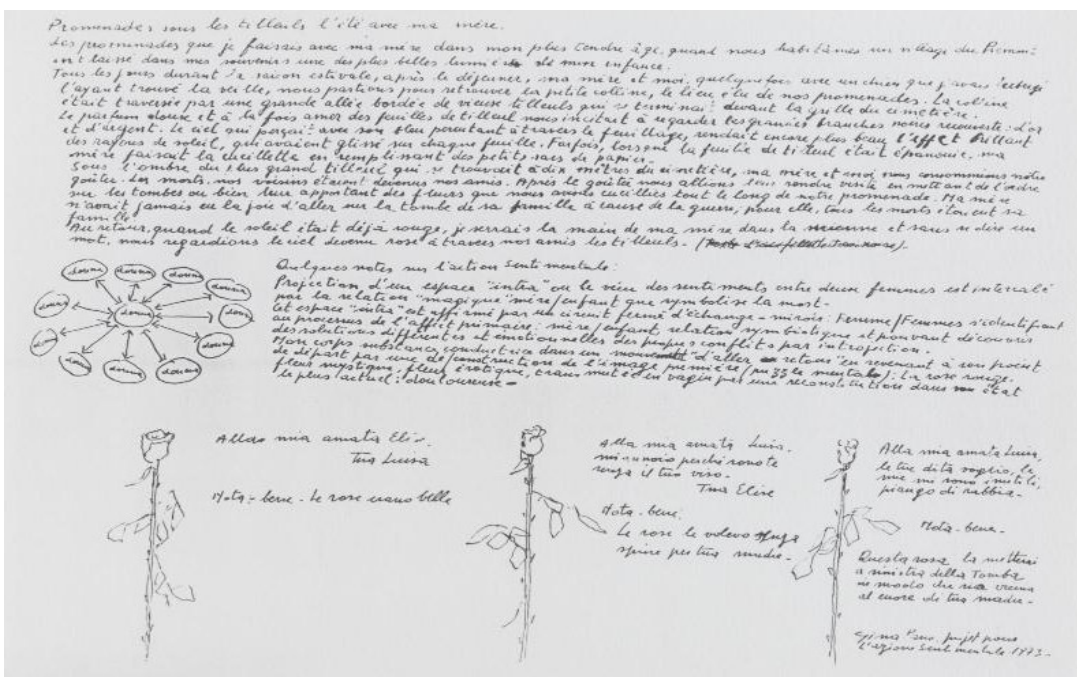 Promenades sous les tilleuls l'été avec ma mère.
Les promenades que je faisais avec ma mère dans mon plus tendre âge, quand nous habitâmes un village du Piemont
ont laissé dans mes souvenirs une des plus belles lumières de mon enfance.
Tous les jours durant la saison estivale, après le déjeuner, ma mère et moi, quelques fois avec un chien que j'avais
l'ayant trouvé la veille, nous partions pour retrouver la petite colline, le lieu élu de nos promenades. La colline
était traversée par une grande allée bordée de vieux tilleuls qui se terminait devant la grille du cimetière.
Le parfum doux et à la fois amer des feuilles de tilleul nous incitait à regarder les grandes branches recouvertes d'or
et d'argent. Le ciel qui perçait avec son bleu persistant à travers le feuillage, rendait encore plus beau l'effet brillant
des rayons de soleil, qui avaient glissé sur chaque feuille. Parfois, lorsque la feuille de tilleul était épanouie, ma
mère faisait la cueillette en remplissant des petits sacs de papier.
Sous l'ombre du plus grand tilleul qui se trouvait à dix mètres du cimetière, ma mère et moi nous consommions notre
goûter. Les morts, nos voisins étaient devenus nos amis. Après le goûter nous allions leur rendre visite en mettant de l'ordre
sur les tombes ou bien leur apportant des fleurs que nous avions cueillies tout le long de notre promenade. Ma mère
n'avait jamais eu la joie d'aller sur la tombe de sa famille à cause de la guerre, pour elle, tous les morts étaient sa
famille.
Au retour, quand le soleil était déjà rouge, je serrais la main de ma mère dans la mienne et sans se dire un
mot, nous regardions le ciel devenu rose à travers nos amis les tilleuls.
donna donna donna donna
donna donna donna
donna donna donna donna
Quelques notes sur l'action sentimentale:
Projection d'un espace "intra" où le vécu des sentiments entre deux femmes est intercalé
par la relation "magique" mère/enfant que symbolise la mort.
Cet espace "intra" est affirmé par un circuit fermé d'échange-miroir: Femme/Femmes s'identifiant
au processus de l'affect primaire: mère/enfant, relation symbiotique et pouvant découvrir
des solutions différentes et émotionnelles des propres conflits par introjection.
Mon corps substance conductrice dans un mouvement d'"aller retour" en revenant à son point
de départ par une déconstruction de l'image première (puzzle mental): la rose rouge,
fleur mystique, fleur érotique, transmutée en vagin par une reconstitution dans son état
le plus actuel: douloureuse -
Alla mia amata Elise.
Tua Luisa
Nota-bene - Le rose erano belle
Alla mia amata Luisa.
mi annoio perché sono te
senza il tuo viso.
Tua Elise
Nota-bene:
Le rose le volevo senza
spine per tua madre.
Alla mia amata Luisa,
le tue dita voglio, le
mie mi sono inutili,
piango di rabbia.
Nota-bene.
Questa rosa la metterai
a sinistra della Tomba
in modo che sia vicina
al cuore di tua madre.
Gina Pane, projet pour
l'azione sentimentale 1973-